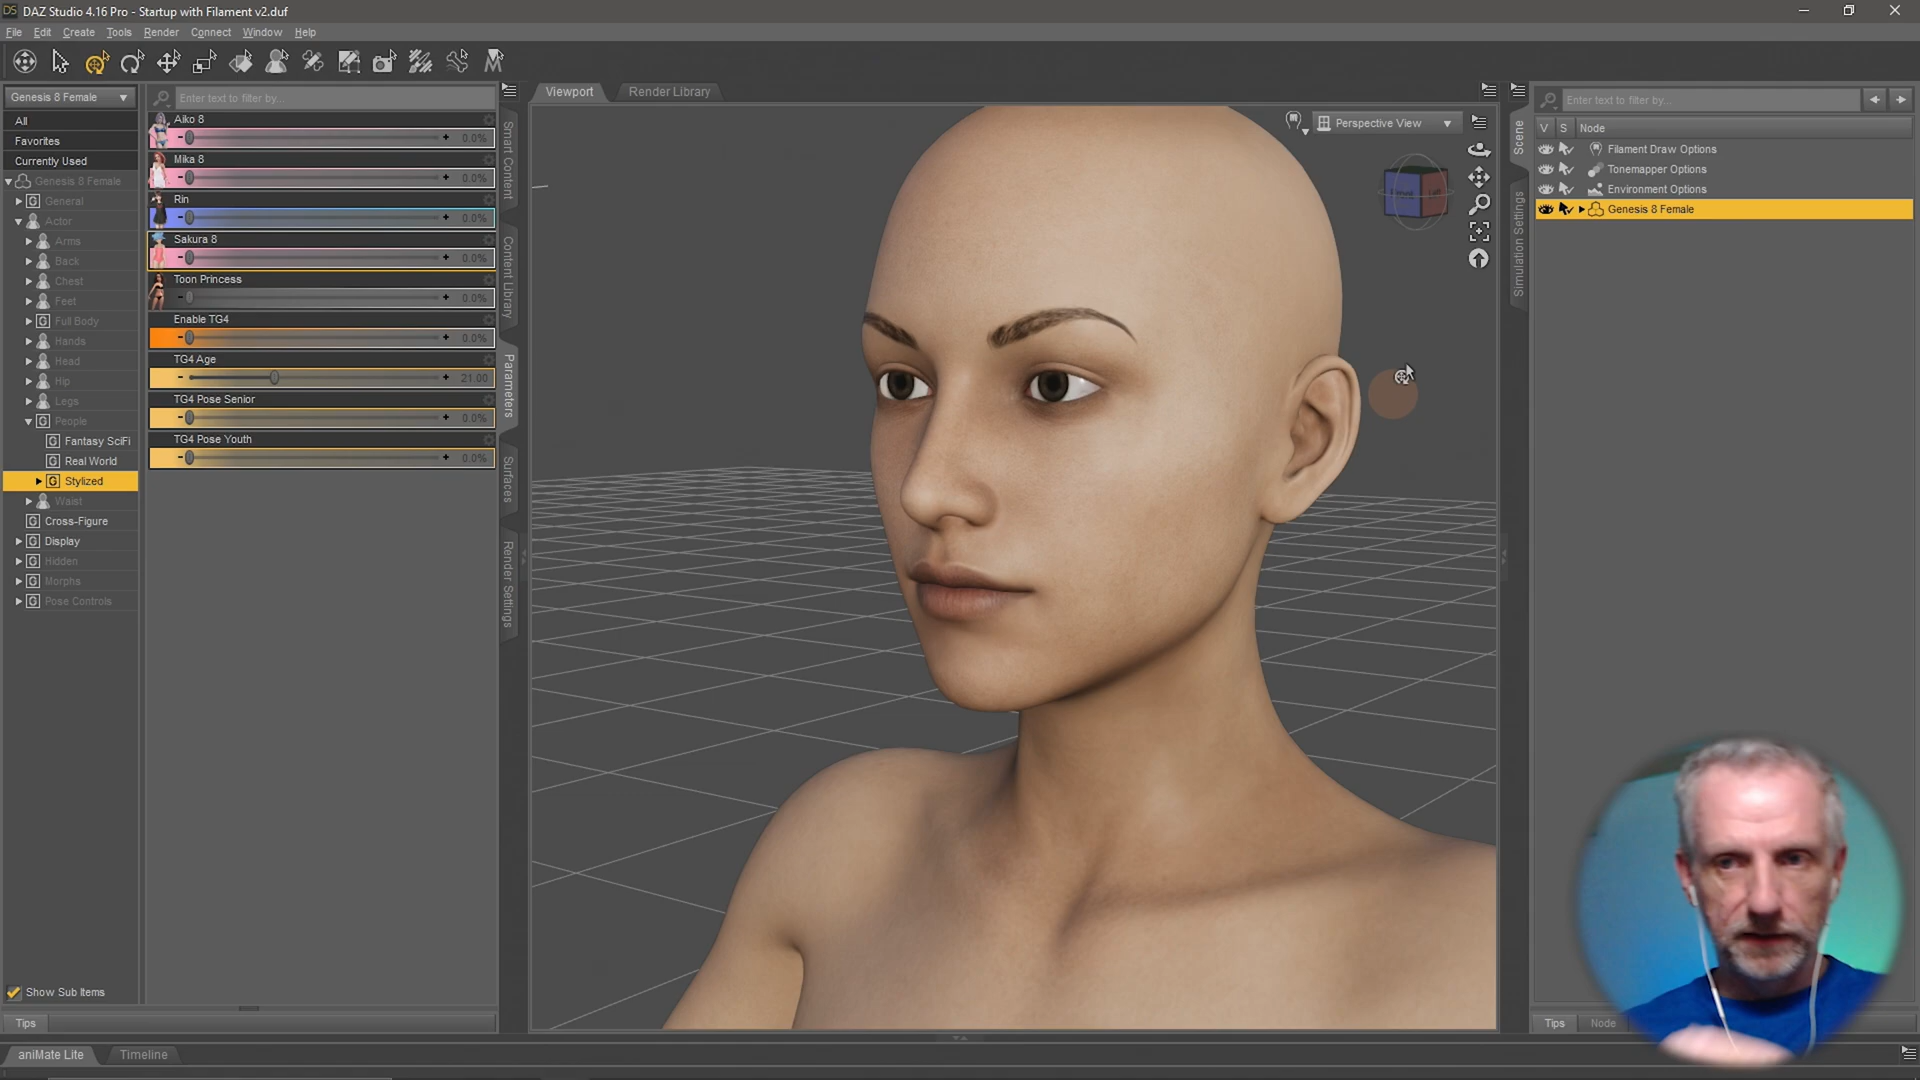 DAZ Studio 4.16 Pro - Startup with Filament v2.duf
File Edit Create Tools Render Connect Window Help
Genesis 8 Female
All
Favorites
Currently Used
Genesis 8 Female
General
Actor
Arms
Back
Chest
Feet
Full Body
Hands
Head
Hip
Legs
People
Fantasy SciFi
Real World
Stylized
Waist
Cross-Figure
Display
Hidden
Morphs
Pose Controls
Show Sub Items
Tips
Enter text to filter by...
Aiko 8
0.0%
Mika 8
0.0%
Rin
0.0%
Sakura 8
0.0%
Toon Princess
0.0%
Enable TG4
0.0%
TG4 Age
21.00
TG4 Pose Senior
0.0%
TG4 Pose Youth
0.0%
Smart Content
Content Library
Parameters
Surfaces
Render Settings
Viewport Render Library
Perspective View
Scene
Simulation Settings
Enter text to filter by...
V S Node
Filament Draw Options
Tonemapper Options
Environment Options
Genesis 8 Female
Tips Node
aniMate Lite Timeline